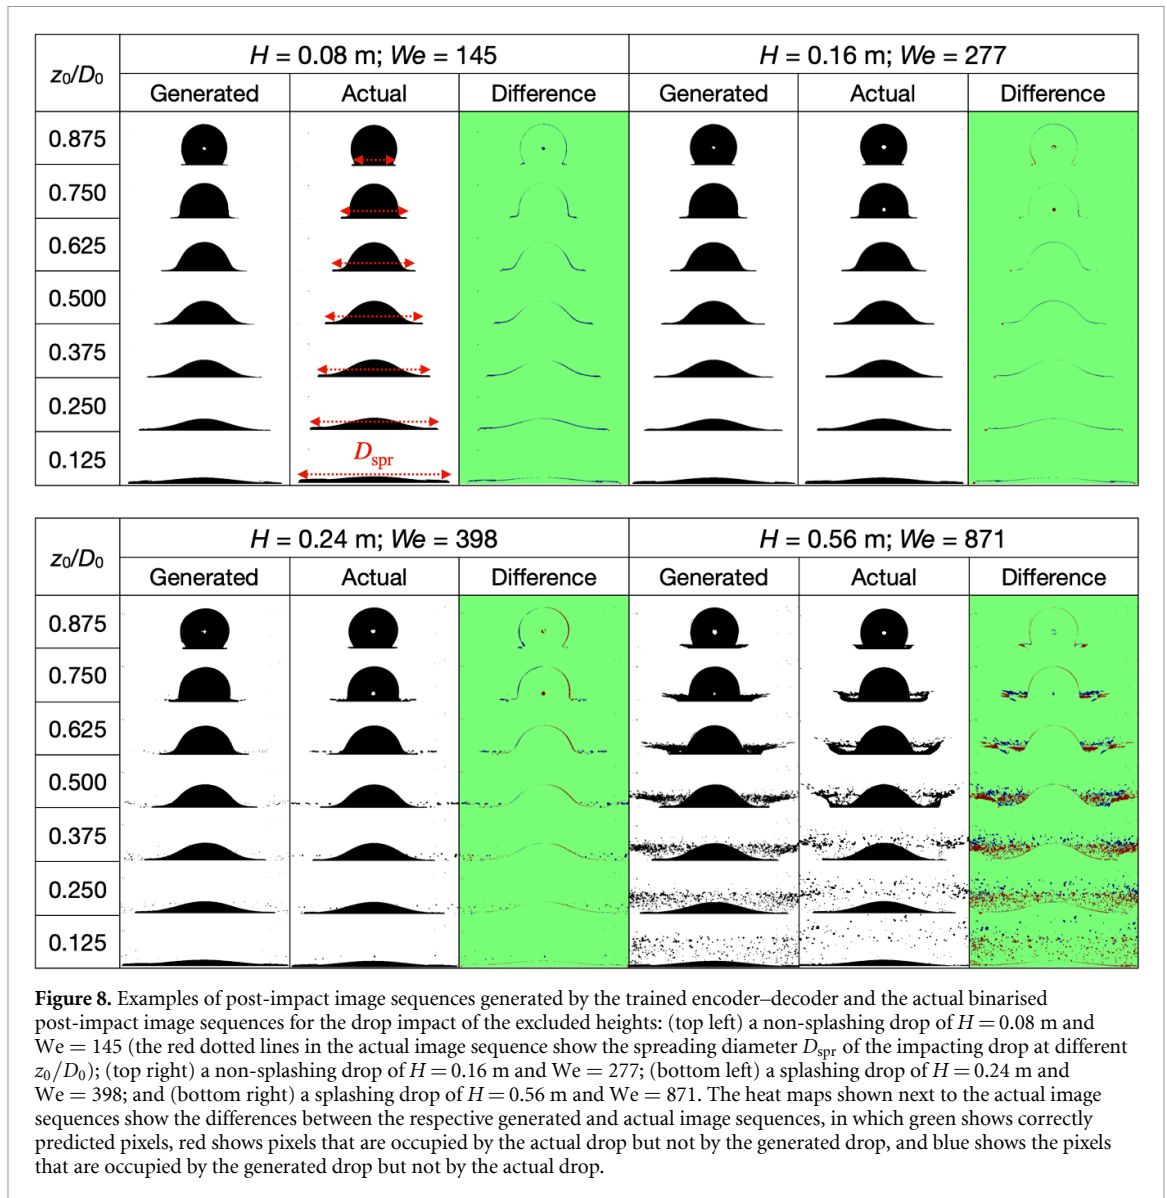 z₀/D₀
H = 0.08 m; We = 145
H = 0.16 m; We = 277
Generated Actual Difference Generated Actual Difference
0.875
0.750
0.625
0.500
0.375
0.250
0.125
D_spr
z₀/D₀
H = 0.24 m; We = 398
H = 0.56 m; We = 871
Generated Actual Difference Generated Actual Difference
0.875
0.750
0.625
0.500
0.375
0.250
0.125
Figure 8. Examples of post-impact image sequences generated by the trained encoder–decoder and the actual binarised
post-impact image sequences for the drop impact of the excluded heights: (top left) a non-splashing drop of H = 0.08 m and
We = 145 (the red dotted lines in the actual image sequence show the spreading diameter D_spr of the impacting drop at different
z₀/D₀); (top right) a non-splashing drop of H = 0.16 m and We = 277; (bottom left) a splashing drop of H = 0.24 m and
We = 398; and (bottom right) a splashing drop of H = 0.56 m and We = 871. The heat maps shown next to the actual image
sequences show the differences between the respective generated and actual image sequences, in which green shows correctly
predicted pixels, red shows pixels that are occupied by the actual drop but not by the generated drop, and blue shows the pixels
that are occupied by the generated drop but not by the actual drop.